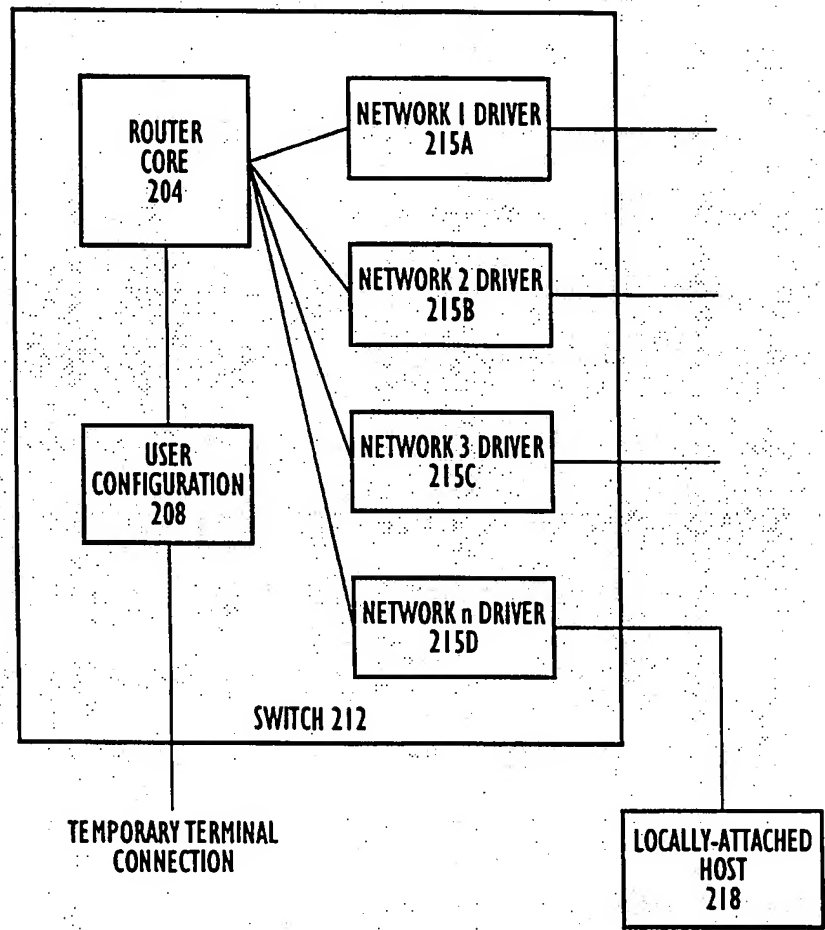 ROUTER
CORE
204
NETWORK 1 DRIVER
215A
NETWORK 2 DRIVER
215B
USER
CONFIGURATION
208
NETWORK 3 DRIVER
215C
NETWORK n DRIVER
215D
SWITCH 212
TEMPORARY TERMINAL
CONNECTION
LOCALLY-ATTACHED
HOST
218